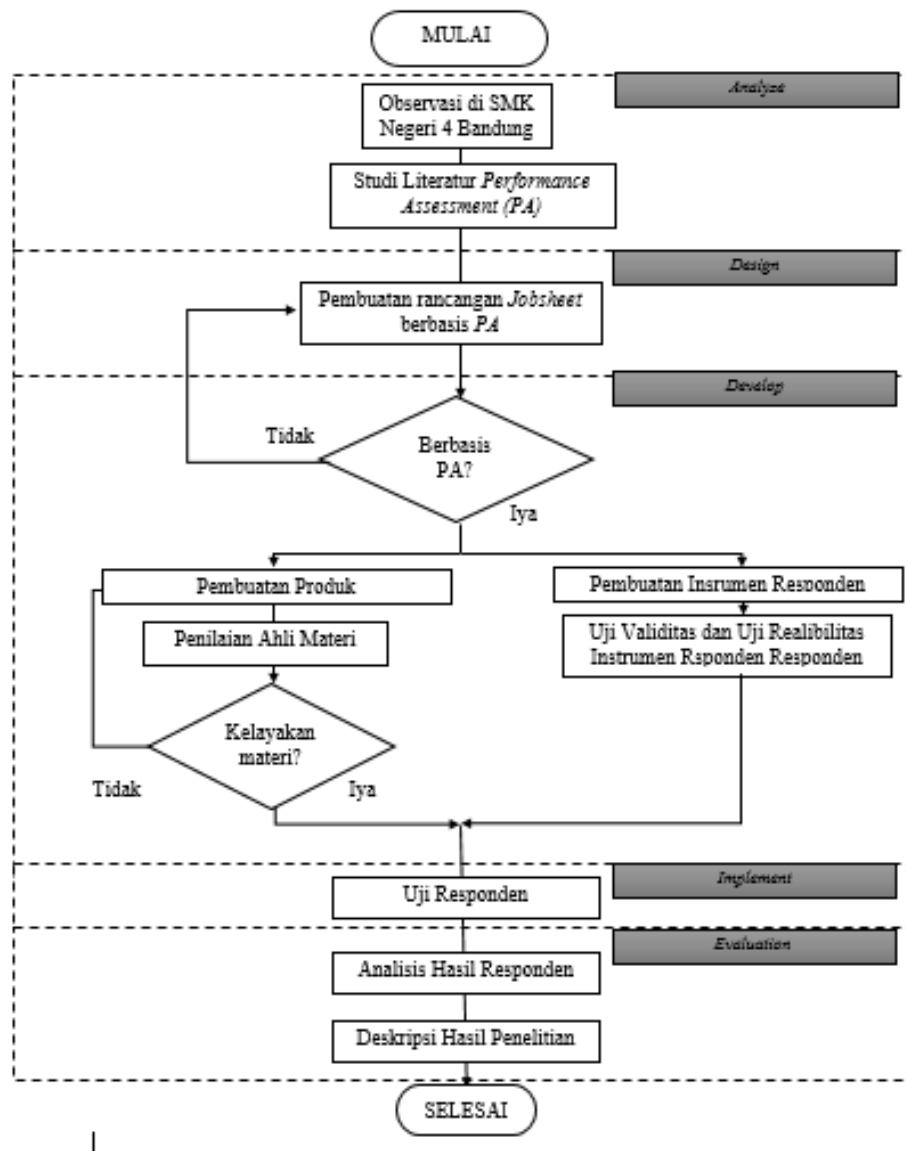 MULAI
Analyze
Observasi di SMK
Negeri 4 Bandung
Studi Literatur Performance
Assessment (PA)
Design
Pembuatan rancangan Jobsheet
berbasis PA
Develop
Tidak
Berbasis
PA?
Iya
Pembuatan Produk
Pembuatan Insrumen Responden
Penilaian Ahli Materi
Uji Validitas dan Uji Realibilitas
Instrumen Rsponden Responden
Kelayakan
materi?
Tidak
Iya
Implement
Uji Responden
Evaluation
Analisis Hasil Responden
Deskripsi Hasil Penelitian
SELESAI